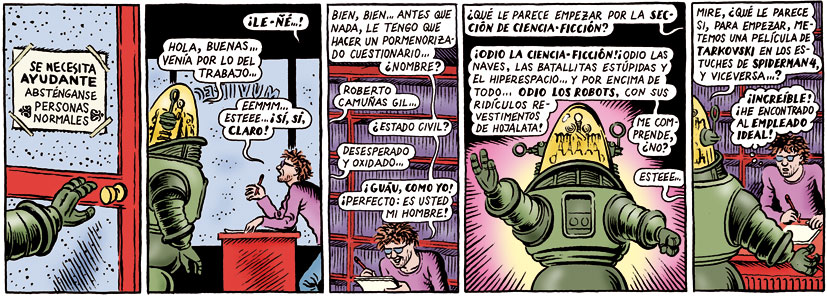 SE NECESITA
AYUDANTE
ABSTÉNGANSE
PERSONAS
NORMALES
¡LE-ÑÉ...!
HOLA, BUENAS...
VENÍA POR LO DEL
TRABAJO...
EEMMM...
ESTEEE... ¡SÍ, SÍ,
CLARO!
BIEN, BIEN... ANTES QUE
NADA, LE TENGO QUE
HACER UN PORMENORIZA-
DO CUESTIONARIO...
¿NOMBRE?
ROBERTO
CAMUÑAS GIL...
¿ESTADO CIVIL?
DESESPERADO
Y OXIDADO...
¡GUÁU, COMO YO!
¡PERFECTO: ES USTED
MI HOMBRE!
¿QUÉ LE PARECE EMPEZAR POR LA SEC-
CIÓN DE CIENCIA-FICCIÓN?
¡ODIO LA CIENCIA-FICCIÓN! ¡ODIO LAS
NAVES, LAS BATALLITAS ESTÚPIDAS Y
EL HIPERESPACIO... Y POR ENCIMA DE
TODO... ODIO LOS ROBOTS, CON SUS
RIDÍCULOS RE-
VESTIMENTOS
DE HOJALATA!
ME COM-
PRENDE,
¿NO?
ESTEEE...
MIRE, ¿QUÉ LE PARECE
SI, PARA EMPEZAR, ME-
TEMOS UNA PELÍCULA DE
TARKOVSKI EN LOS ES-
TUCHES DE SPIDERMAN 4,
Y VICEVERSA...?
¡INCREÍBLE!
¡HE ENCONTRADO
AL EMPLEADO
IDEAL!